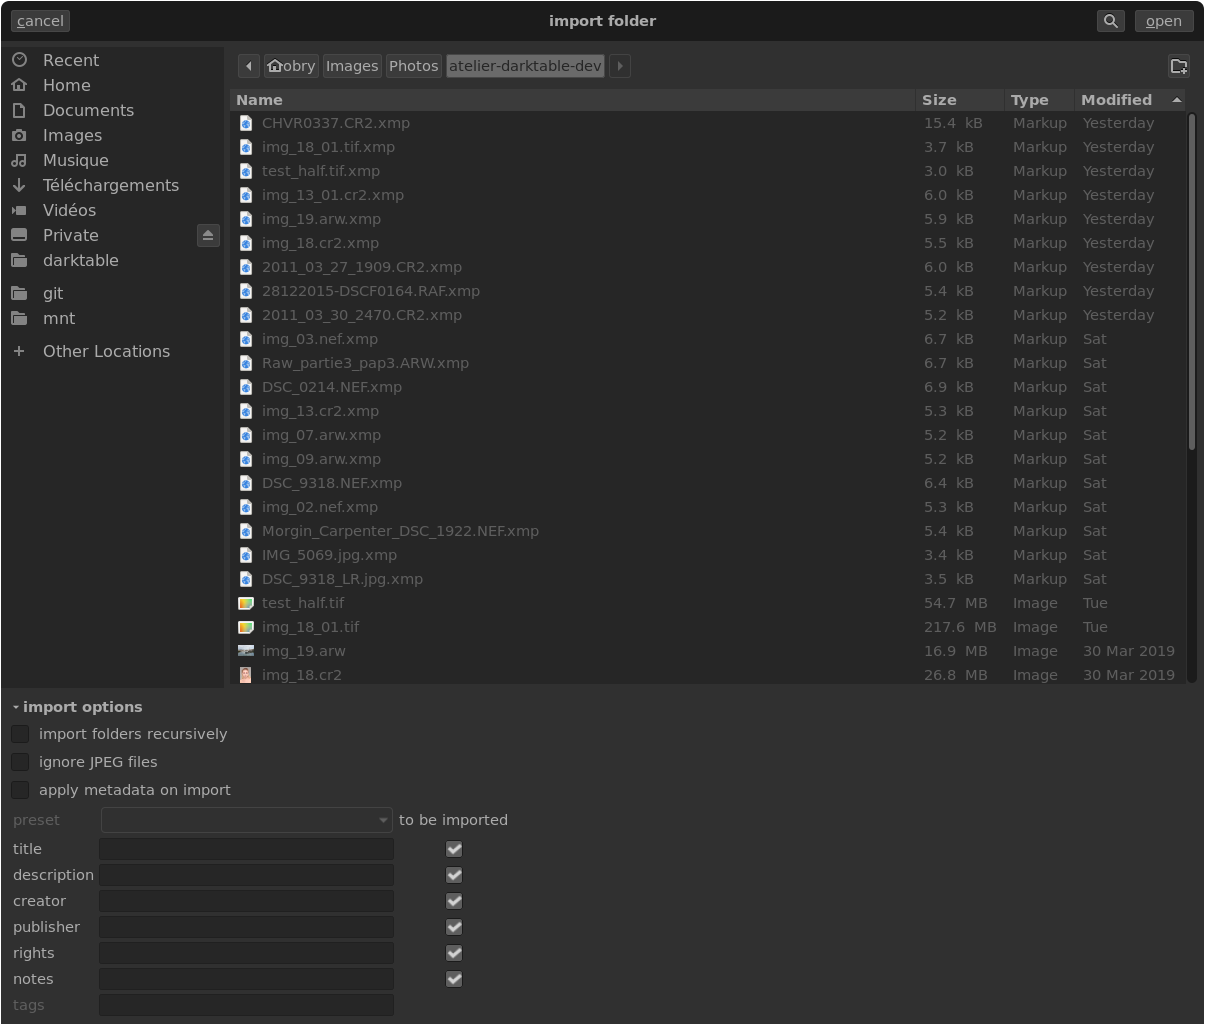 cancel import folder open
Recent
Home
Documents
Images
Musique
Téléchargements
Vidéos
Private
darktable
git
mnt
+ Other Locations
obry Images Photos atelier-darktable-dev
Name Size Type Modified
CHVR0337.CR2.xmp 15.4 kB Markup Yesterday
img_18_01.tif.xmp 3.7 kB Markup Yesterday
test_half.tif.xmp 3.0 kB Markup Yesterday
img_13_01.cr2.xmp 6.0 kB Markup Yesterday
img_19.arw.xmp 5.9 kB Markup Yesterday
img_18.cr2.xmp 5.5 kB Markup Yesterday
2011_03_27_1909.CR2.xmp 6.0 kB Markup Yesterday
28122015-DSCF0164.RAF.xmp 5.4 kB Markup Yesterday
2011_03_30_2470.CR2.xmp 5.2 kB Markup Yesterday
img_03.nef.xmp 6.7 kB Markup Sat
Raw_partie3_pap3.ARW.xmp 6.7 kB Markup Sat
DSC_0214.NEF.xmp 6.9 kB Markup Sat
img_13.cr2.xmp 5.3 kB Markup Sat
img_07.arw.xmp 5.2 kB Markup Sat
img_09.arw.xmp 5.2 kB Markup Sat
DSC_9318.NEF.xmp 6.4 kB Markup Sat
img_02.nef.xmp 5.3 kB Markup Sat
Morgin_Carpenter_DSC_1922.NEF.xmp 5.4 kB Markup Sat
IMG_5069.jpg.xmp 3.4 kB Markup Sat
DSC_9318_LR.jpg.xmp 3.5 kB Markup Sat
test_half.tif 54.7 MB Image Tue
img_18_01.tif 217.6 MB Image Tue
img_19.arw 16.9 MB Image 30 Mar 2019
img_18.cr2 26.8 MB Image 30 Mar 2019
import options
import folders recursively
ignore JPEG files
apply metadata on import
preset to be imported
title
description
creator
publisher
rights
notes
tags